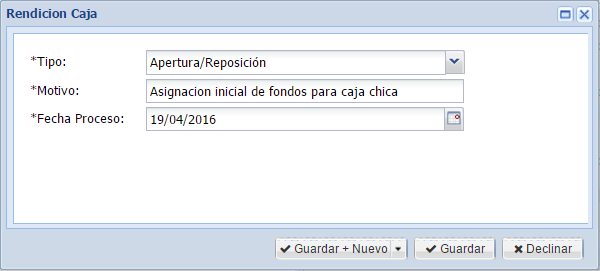 Rendicion Caja
*Tipo: Apertura/Reposición
*Motivo: Asignacion inicial de fondos para caja chica
*Fecha Proceso: 19/04/2016
Guardar + Nuevo Guardar Declinar